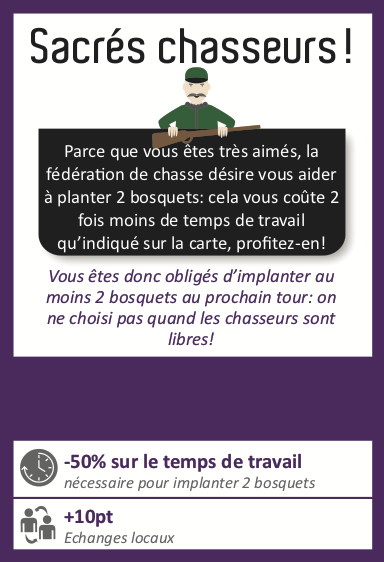 Sacrés chasseurs!
Parce que vous êtes très aimés, la
fédération de chasse désire vous aider
à planter 2 bosquets: cela vous coûte 2
fois moins de temps de travail
qu'indiqué sur la carte, profitez-en!
Vous êtes donc obligés d'implanter au
moins 2 bosquets au prochain tour: on
ne choisi pas quand les chasseurs sont
libres!
-50% sur le temps de travail
nécessaire pour implanter 2 bosquets
+10pt
Echanges locaux